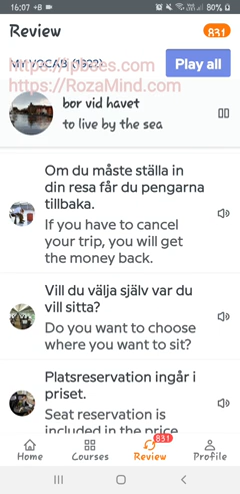 16:07 +8
80%
Review
831
MY VOCAB (1622)
Play all
https://ipases.com
https://RozaMind.com
bor vid havet
to live by the sea
Om du måste ställa in
din resa får du pengarna
tillbaka.
If you have to cancel
your trip, you will get
the money back.
Vill du välja själv var du
vill sitta?
Do you want to choose
where you want to sit?
Platsreservation ingår i
priset.
Seat reservation is
included in the price
831
Home Courses Review Profile